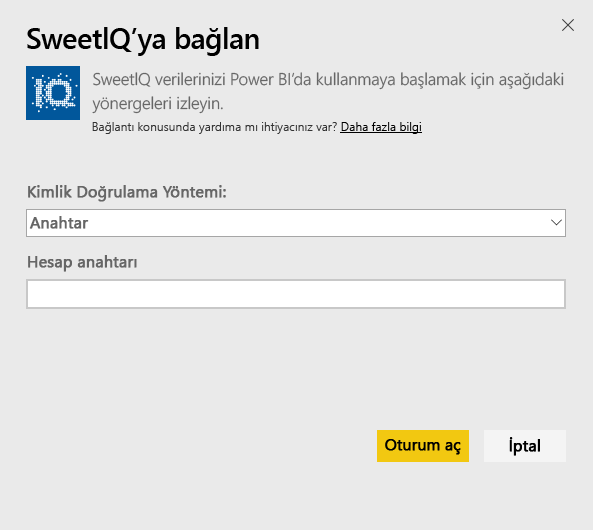 SweetIQ’ya bağlan
IQ
SweetIQ verilerinizi Power BI’da kullanmaya başlamak için aşağıdaki
yönergeleri izleyin.
Bağlantı konusunda yardıma mı ihtiyacınız var? Daha fazla bilgi
Kimlik Doğrulama Yöntemi:
Anahtar
Hesap anahtarı
Oturum aç
İptal